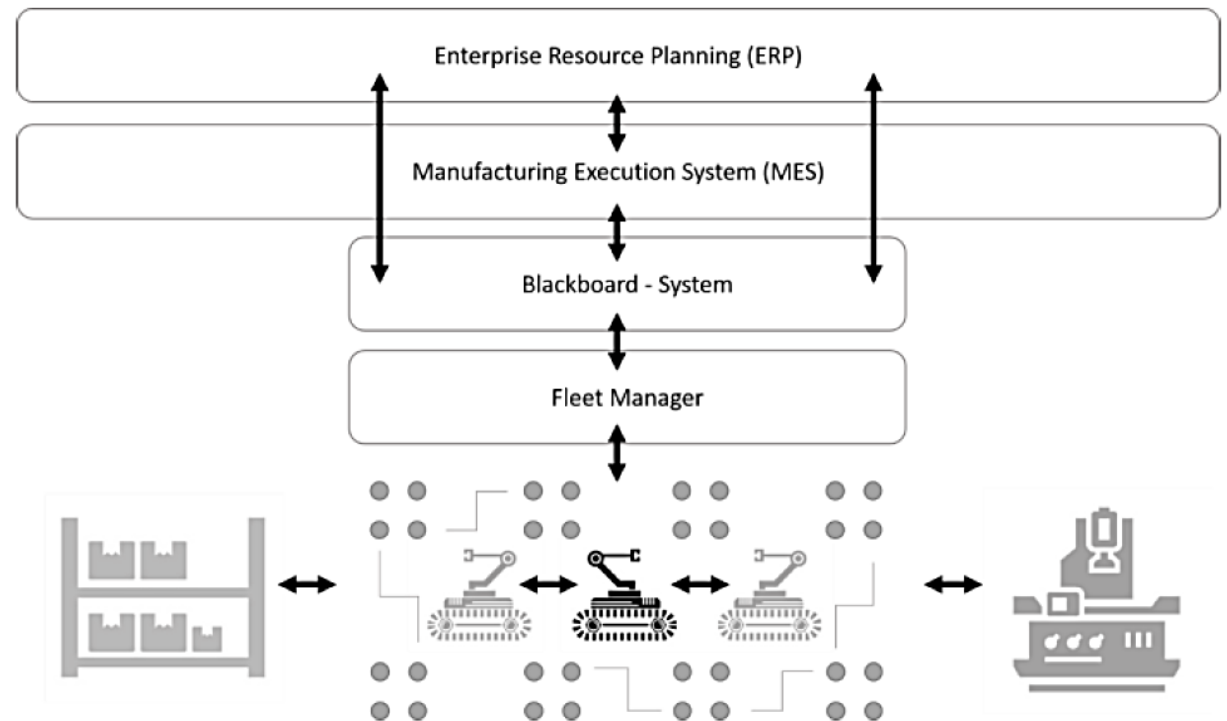 Enterprise Resource Planning (ERP)
Manufacturing Execution System (MES)
Blackboard - System
Fleet Manager